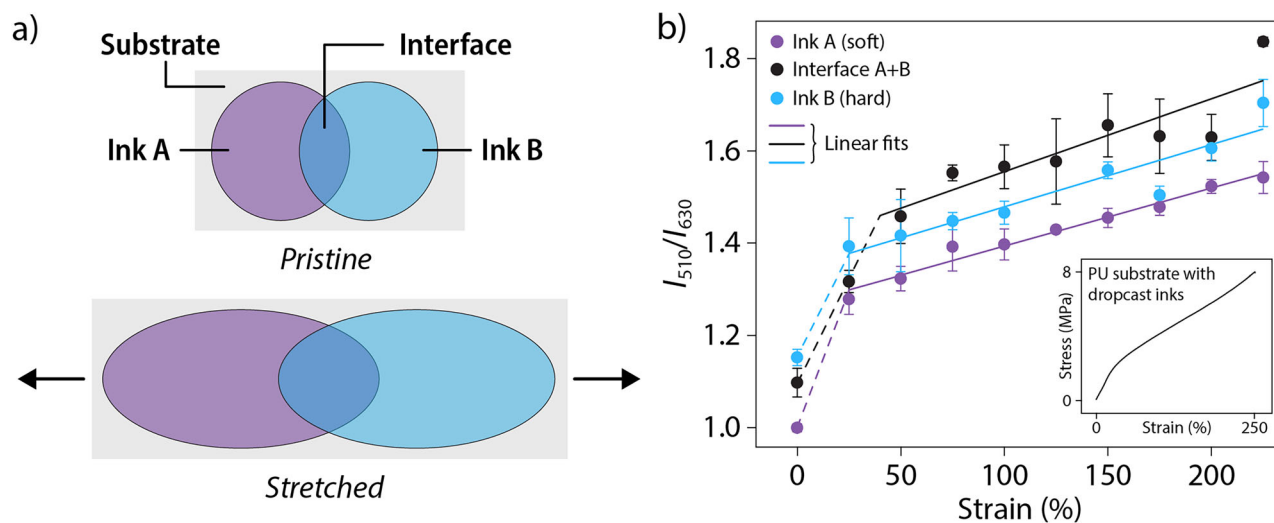 a)
Substrate
Interface
Ink A
Ink B
Pristine
Stretched
b)
Ink A (soft)
Interface A+B
Ink B (hard)
Linear fits
I510/I630
1.8
1.6
1.4
1.2
1.0
0
50
100
150
200
Strain (%)
PU substrate with
dropcast inks
Stress (MPa)
8
0
0
250
Strain (%)